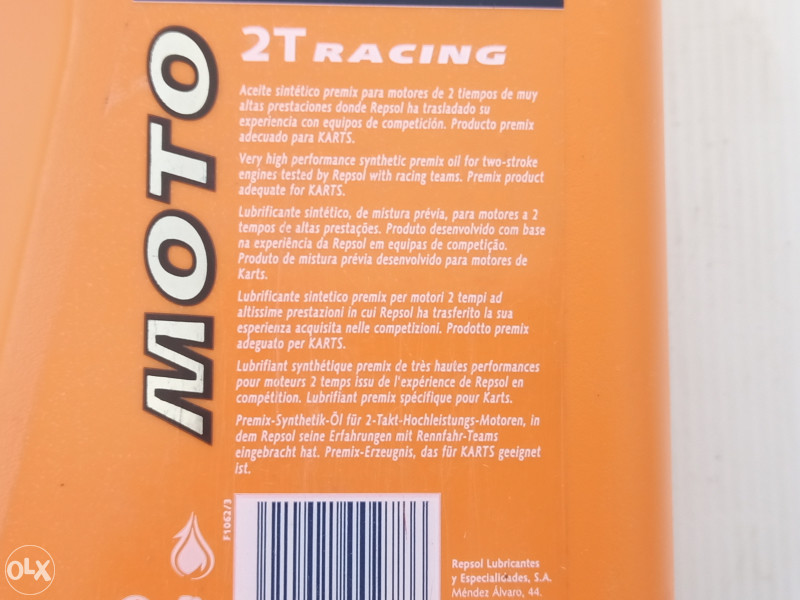 MOTO
2T RACING
Aceite sintético premix para motores de 2 tiempos de muy
altas prestaciones donde Repsol ha trasladado su
experiencia con equipos de competición. Producto premix
adecuado para KARTS.
Very high performance synthetic premix oil for two-stroke
engines tested by Repsol with racing teams. Premix product
adequate for KARTS.
Lubrificante sintético, de mistura prévia, para motores a 2
tempos de altas prestações. Produto desenvolvido com base
na experiência da Repsol em equipas de competição.
Produto de mistura prévia desenvolvido para motores de
Karts.
Lubrificante sintetico premix per motori 2 tempi ad
altissime prestazioni in cui Repsol ha trasferito la sua
esperienza acquisita nelle competizioni. Prodotto premix
adeguato per KARTS.
Lubrifiant synthétique premix de très hautes performances
pour moteurs 2 temps issu de l'expérience de Repsol en
compétition. Lubrifiant premix spécifique pour Karts.
Premix-Synthetik-Öl für 2-Takt-Hochleistungs-Motoren, in
dem Repsol seine Erfahrungen mit Rennfahr-Teams
eingebracht hat. Premix-Erzeugnis, das für KARTS geeignet
ist.
F1062/3
Repsol Lubricantes
y Especialidades, S.A.
Méndez Álvaro, 44.
OLX